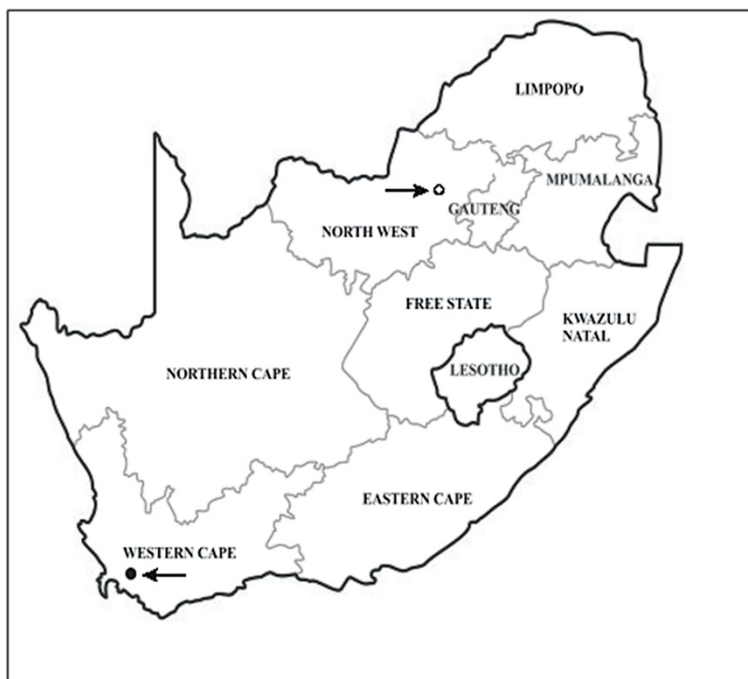 LIMPOPO
MPUMALANGA
GAUTENG
NORTH WEST
FREE STATE
KWAZULU
NATAL
LESOTHO
NORTHERN CAPE
EASTERN CAPE
WESTERN CAPE